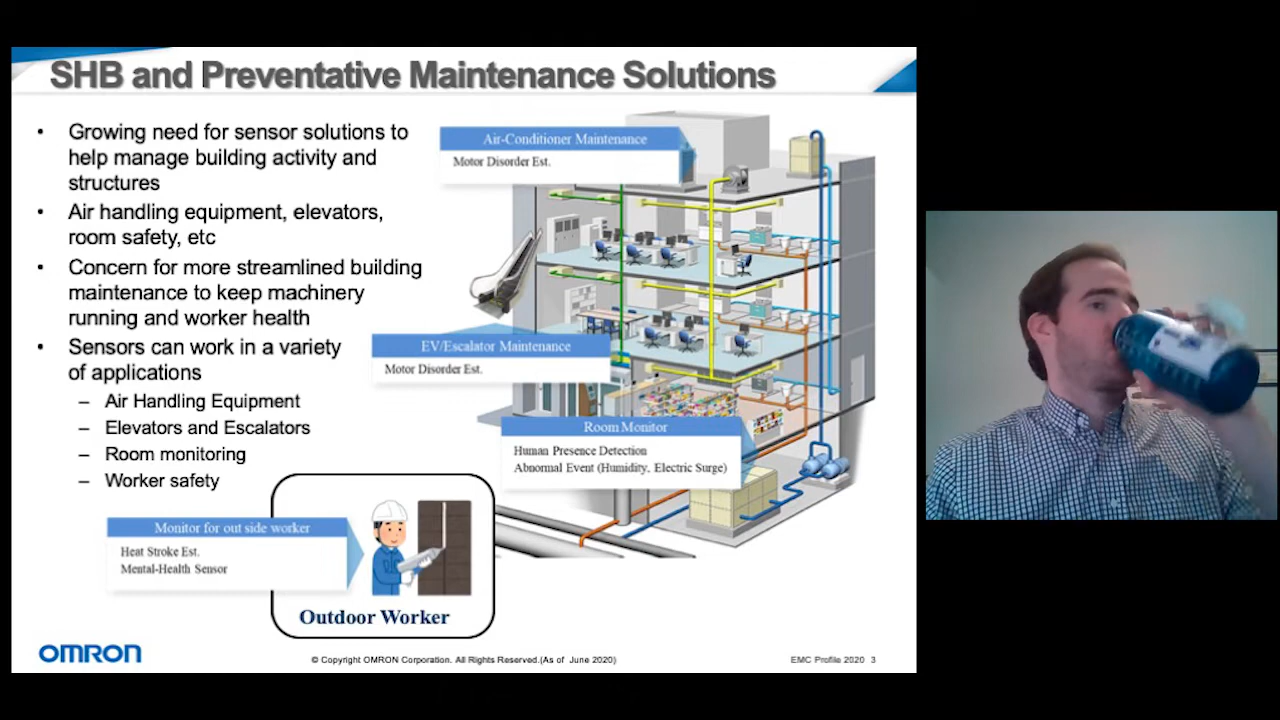 SHB and Preventative Maintenance Solutions
• Growing need for sensor solutions to
help manage building activity and
structures
• Air handling equipment, elevators,
room safety, etc
• Concern for more streamlined building
maintenance to keep machinery
running and worker health
• Sensors can work in a variety
of applications
– Air Handling Equipment
– Elevators and Escalators
– Room monitoring
– Worker safety
Air-Conditioner Maintenance
Motor Disorder Est.
EV/Escalator Maintenance
Motor Disorder Est.
Room Monitor
Human Presence Detection
Abnormal Event (Humidity, Electric Surge)
Monitor for out side worker
Heat Stroke Est.
Mental-Health Sensor
Outdoor Worker
OMRON
© Copyright OMRON Corporation. All Rights Reserved.(As of June 2020)
EMC Profile 2020 3